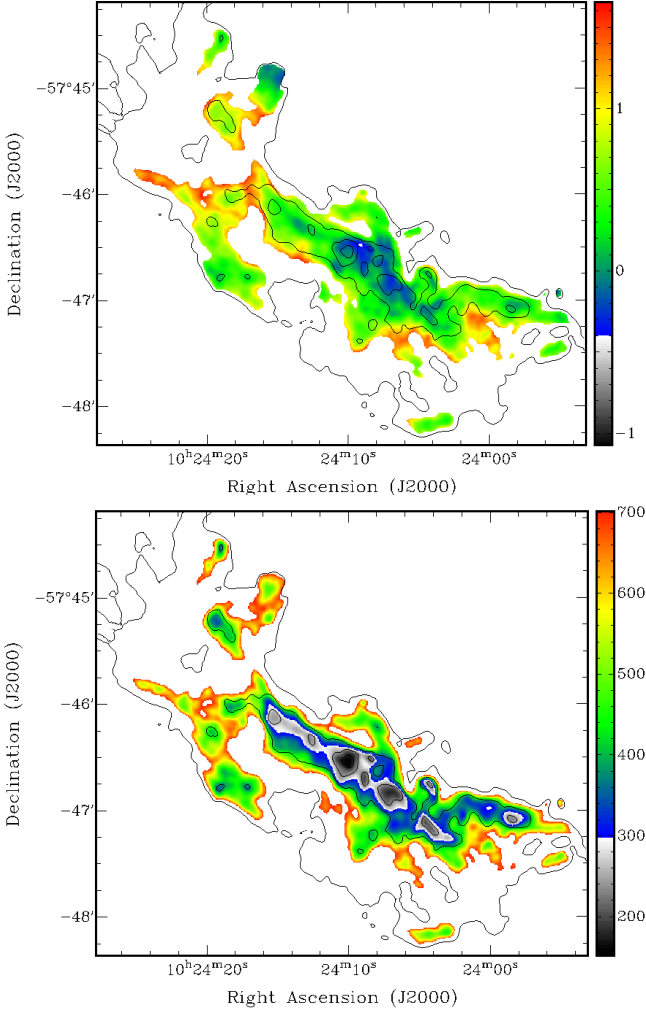 −57°45′
−46′
−47′
−48′
Declination (J2000)
10ʰ24ᵐ20ˢ
24ᵐ10ˢ
24ᵐ00ˢ
Right Ascension (J2000)
1
0
−1
−57°45′
−46′
−47′
−48′
Declination (J2000)
10ʰ24ᵐ20ˢ
24ᵐ10ˢ
24ᵐ00ˢ
Right Ascension (J2000)
700
600
500
400
300
200